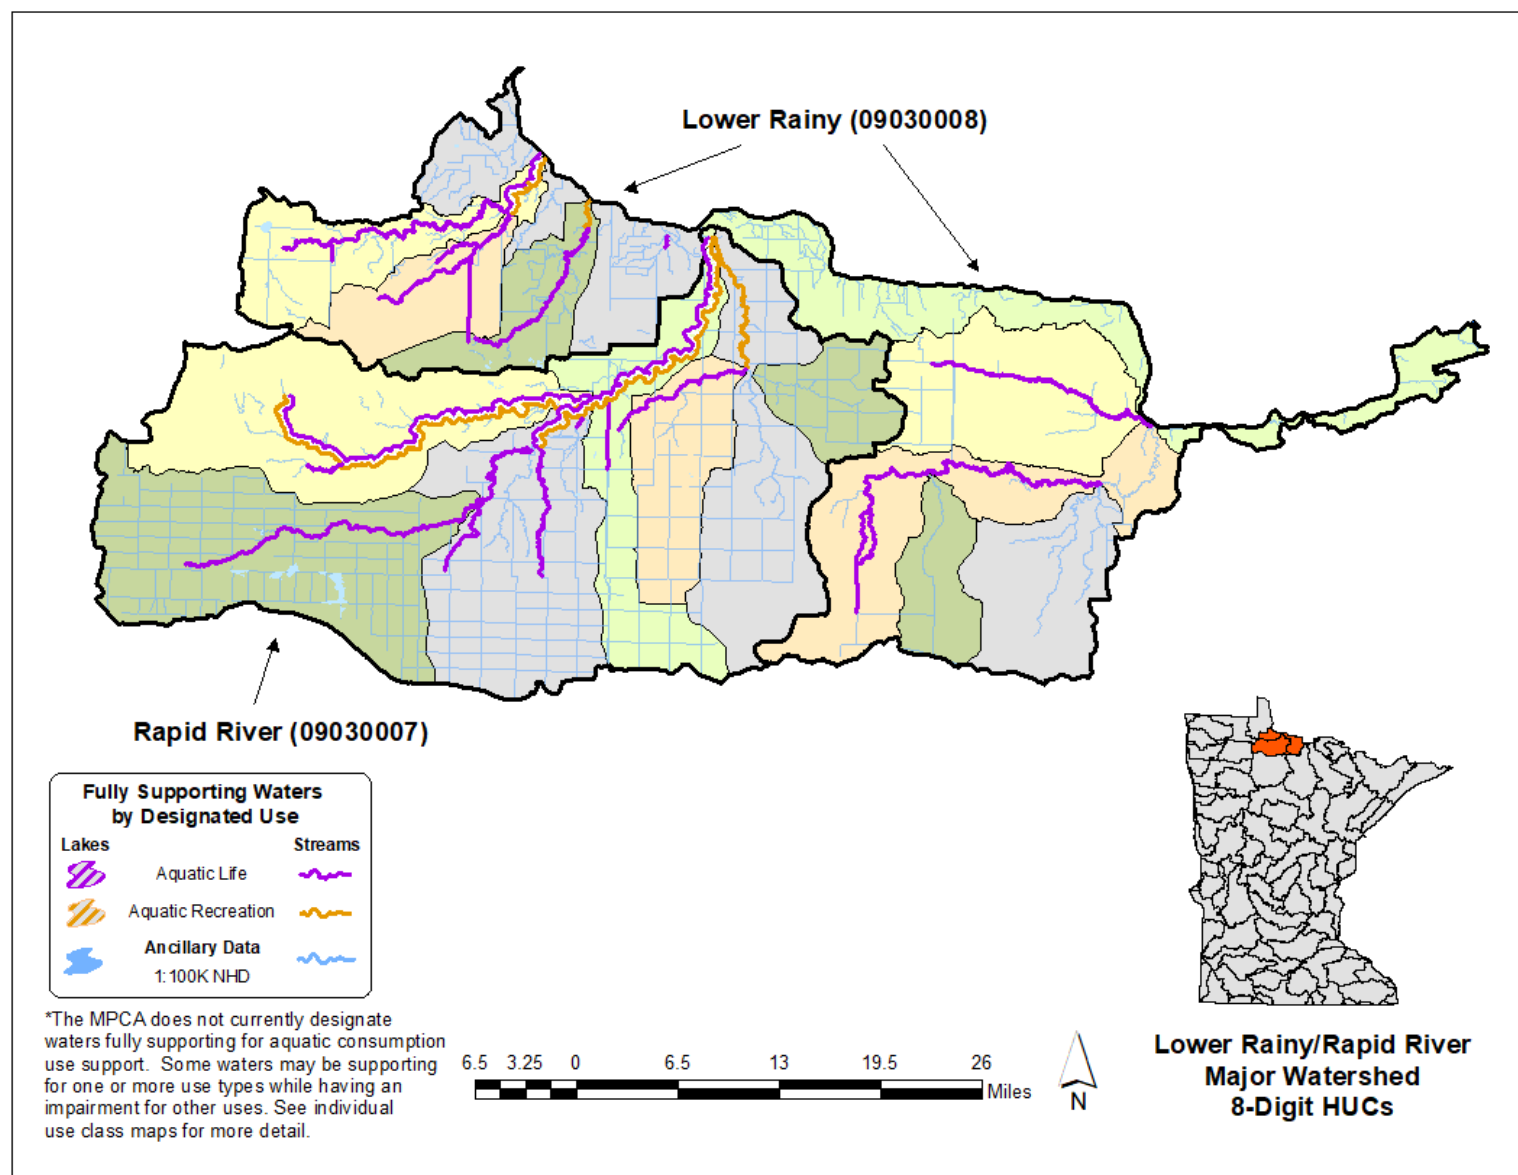 Lower Rainy (09030008)
Rapid River (09030007)
Fully Supporting Waters
by Designated Use
Lakes
Streams
Aquatic Life
Aquatic Recreation
Ancillary Data
1:100K NHD
*The MPCA does not currently designate
waters fully supporting for aquatic consumption
use support.  Some waters may be supporting
for one or more use types while having an
impairment for other uses. See individual
use class maps for more detail.
6.5 3.25 0 6.5 13 19.5 26
Miles
N
Lower Rainy/Rapid River
Major Watershed
8-Digit HUCs